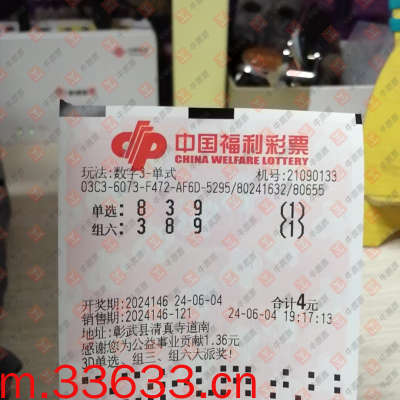 中国福利彩票
CHINA WELFARE LOTTERY
玩法:数字3-单式 机号:21090133
03C3-6073-F472-AF6D-5295/80241632/80655
单选: 8 3 9 (1)
组六: 3 8 9 (1)
开奖期:2024146 24-06-04 合计4元
销售期:2024146-121 24-06-04 19:17:13
地址:彰武县清真寺道南
感谢您为公益事业贡献1.36元
3D单选、组三、组六大派奖!
m.33633.cn